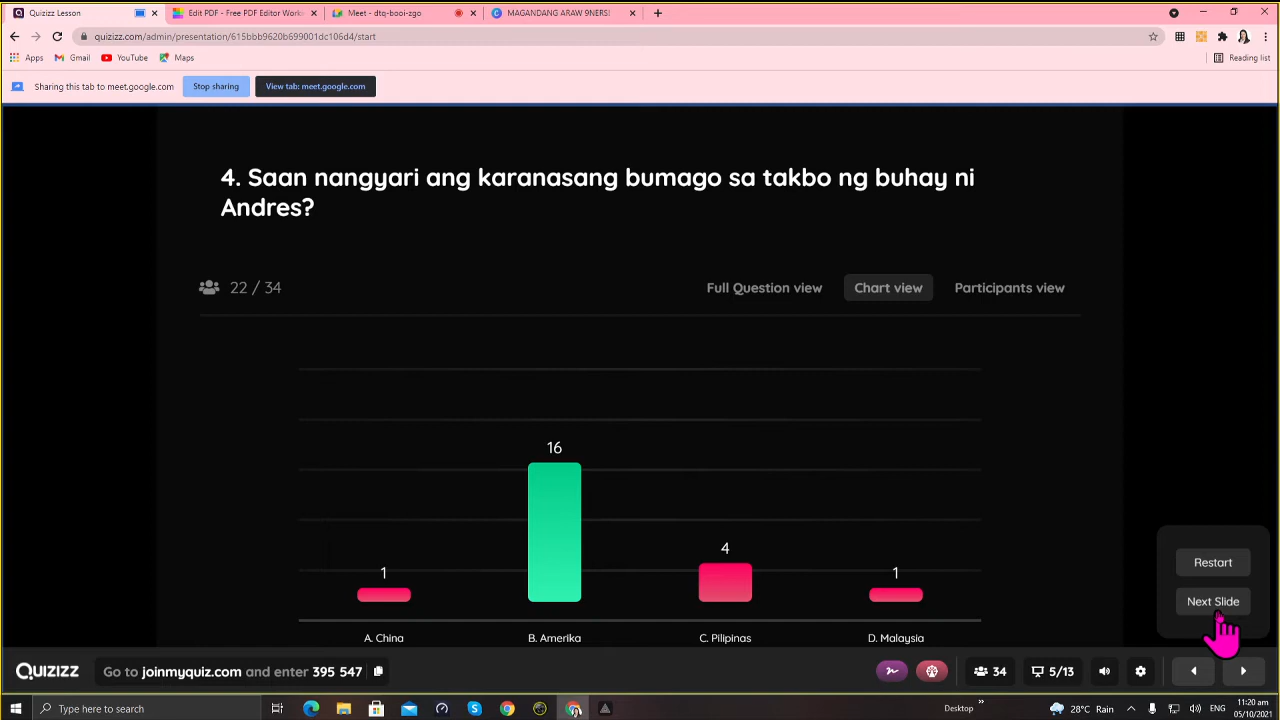 Quizizz Lesson
Edit PDF - Free PDF Editor Worki
Meet - dtq-booi-zgo
MAGANDANG ARAW 9NERS!
quizizz.com/admin/presentation/615bbb9620b699001dc106d4/start
Apps Gmail YouTube Maps Reading list
Sharing this tab to meet.google.com Stop sharing View tab: meet.google.com
4. Saan nangyari ang karanasang bumago sa takbo ng buhay ni
Andres?
22 / 34 Full Question view Chart view Participants view
16
4
1 1
Restart
Next Slide
A. China B. Amerika C. Pilipinas D. Malaysia
Quizizz Go to joinmyquiz.com and enter 395 547 34 5/13
Type here to search Desktop 28°C Rain ENG 11:20 am
05/10/2021